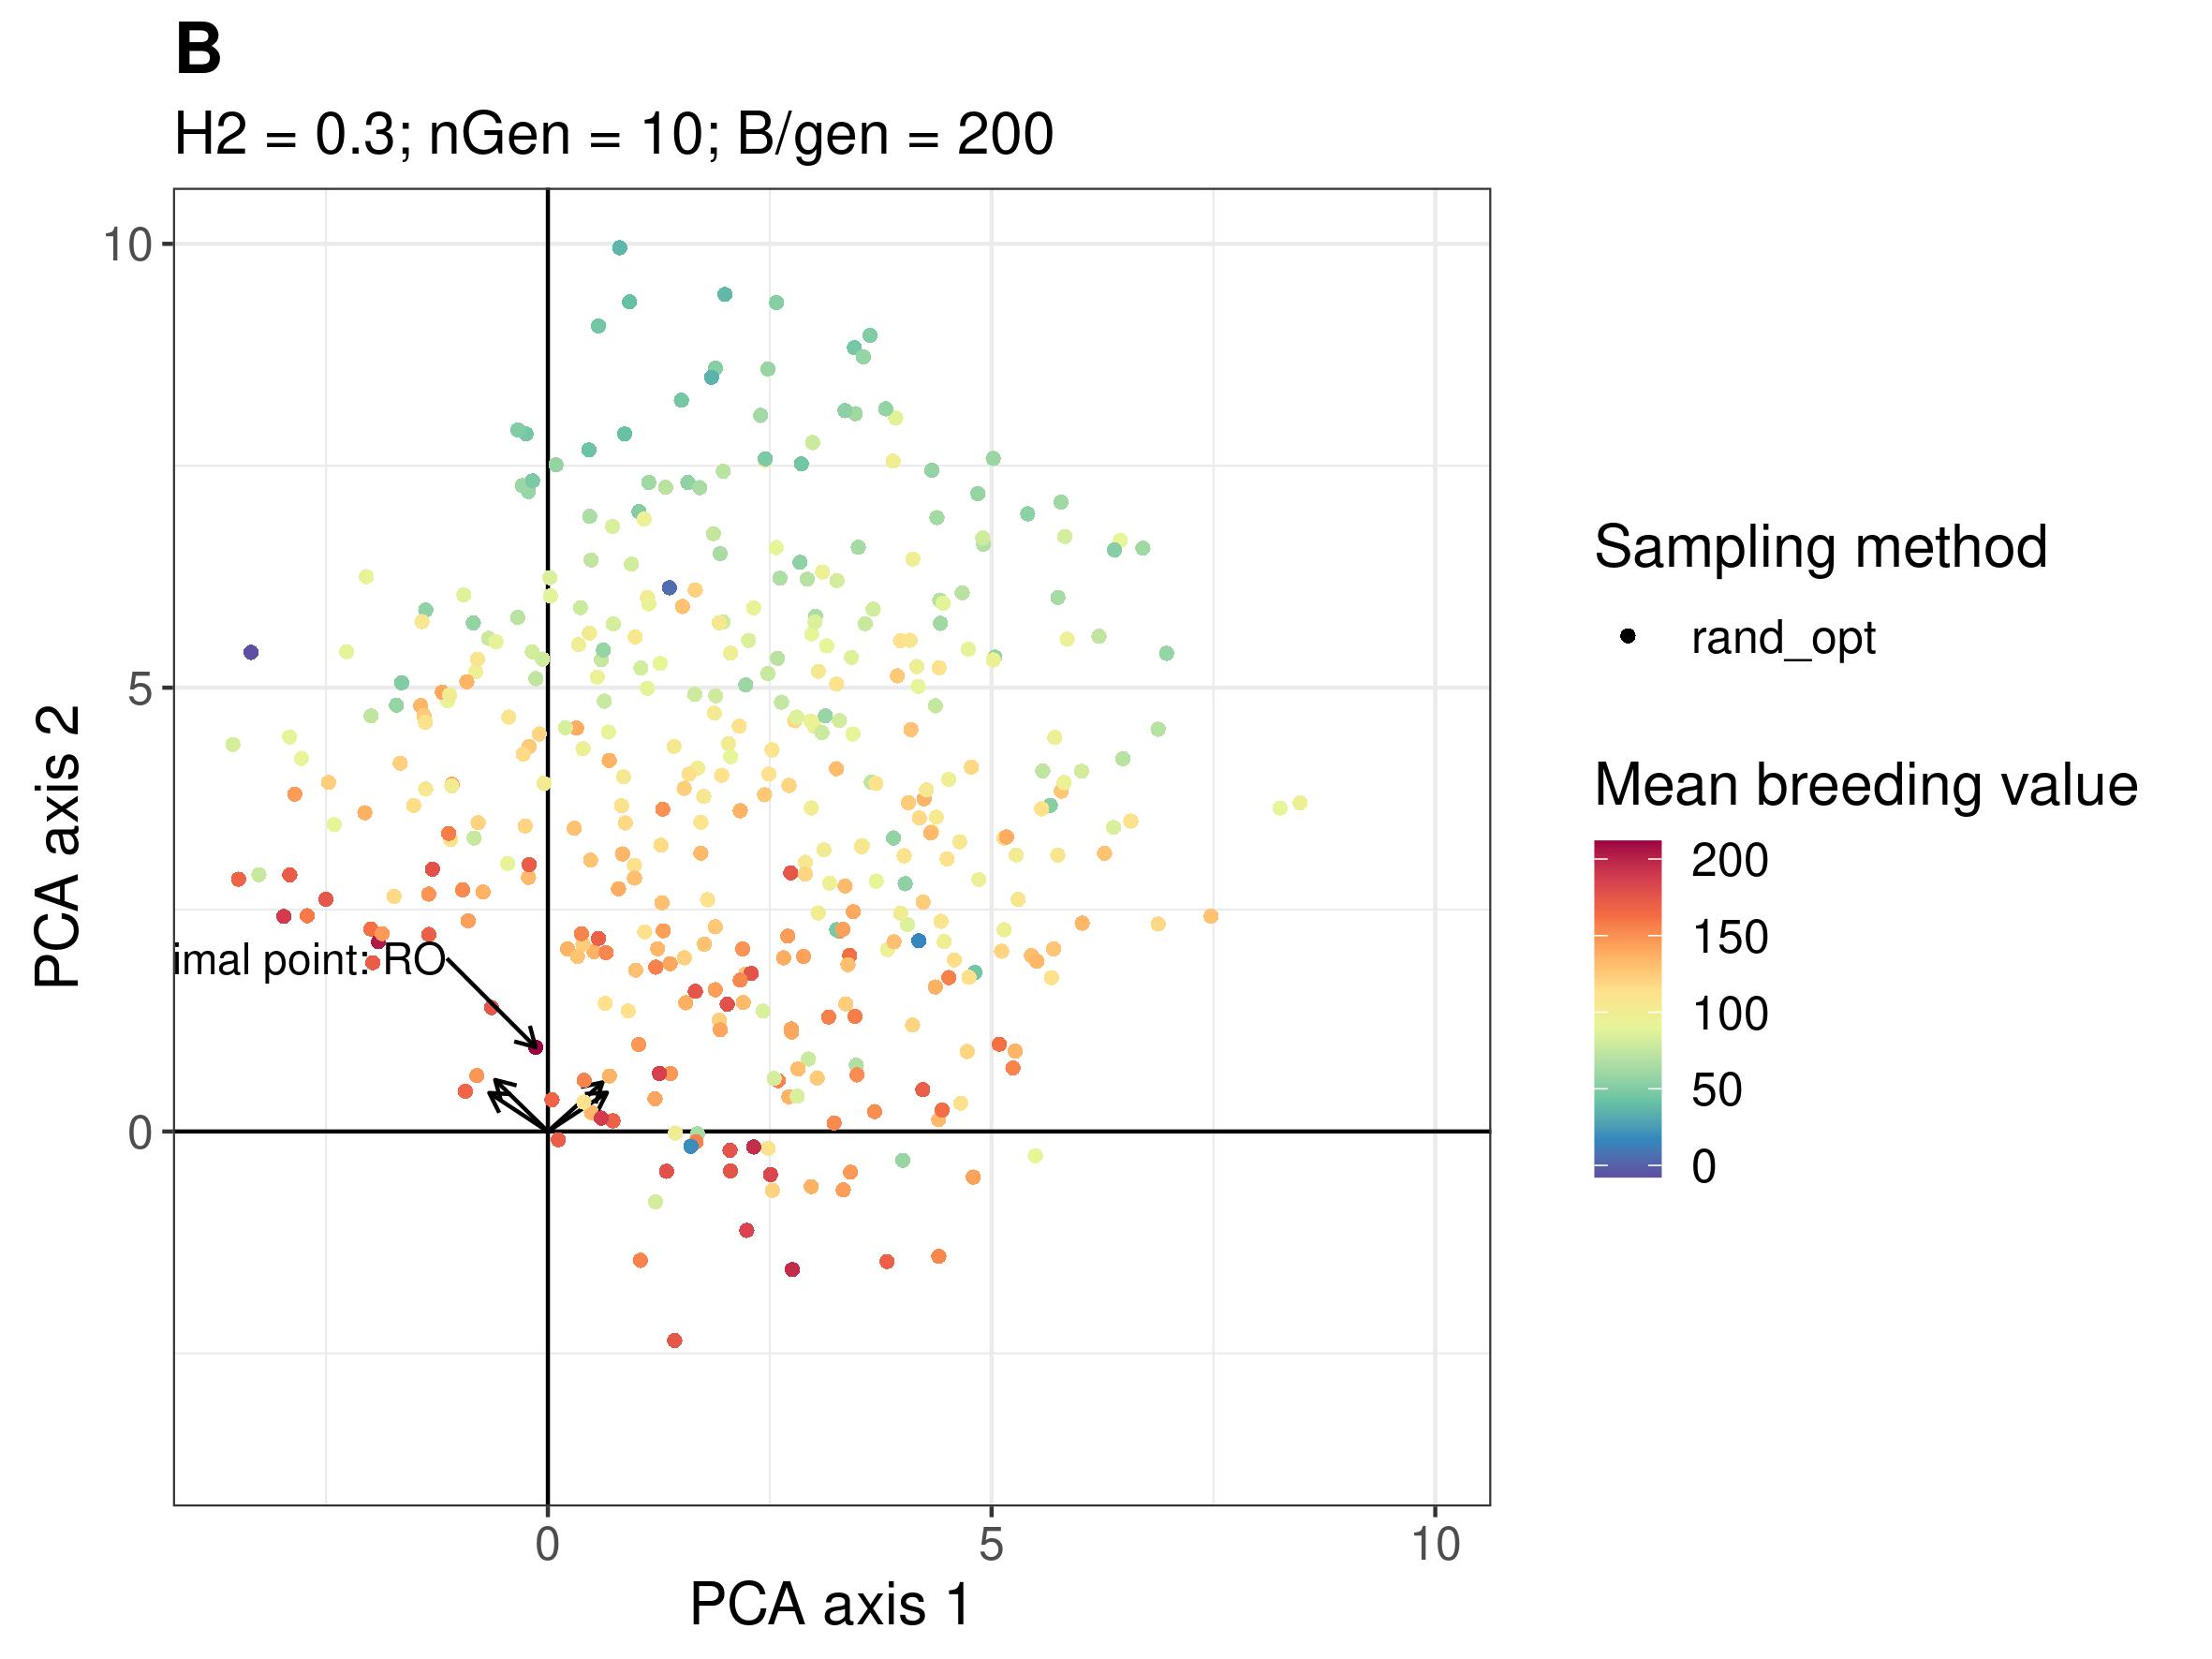 B
H2 = 0.3; nGen = 10; B/gen = 200
10
5
0
PCA axis 2
imal point: RO
0
5
10
PCA axis 1
Sampling method
rand_opt
Mean breeding value
200
150
100
50
0